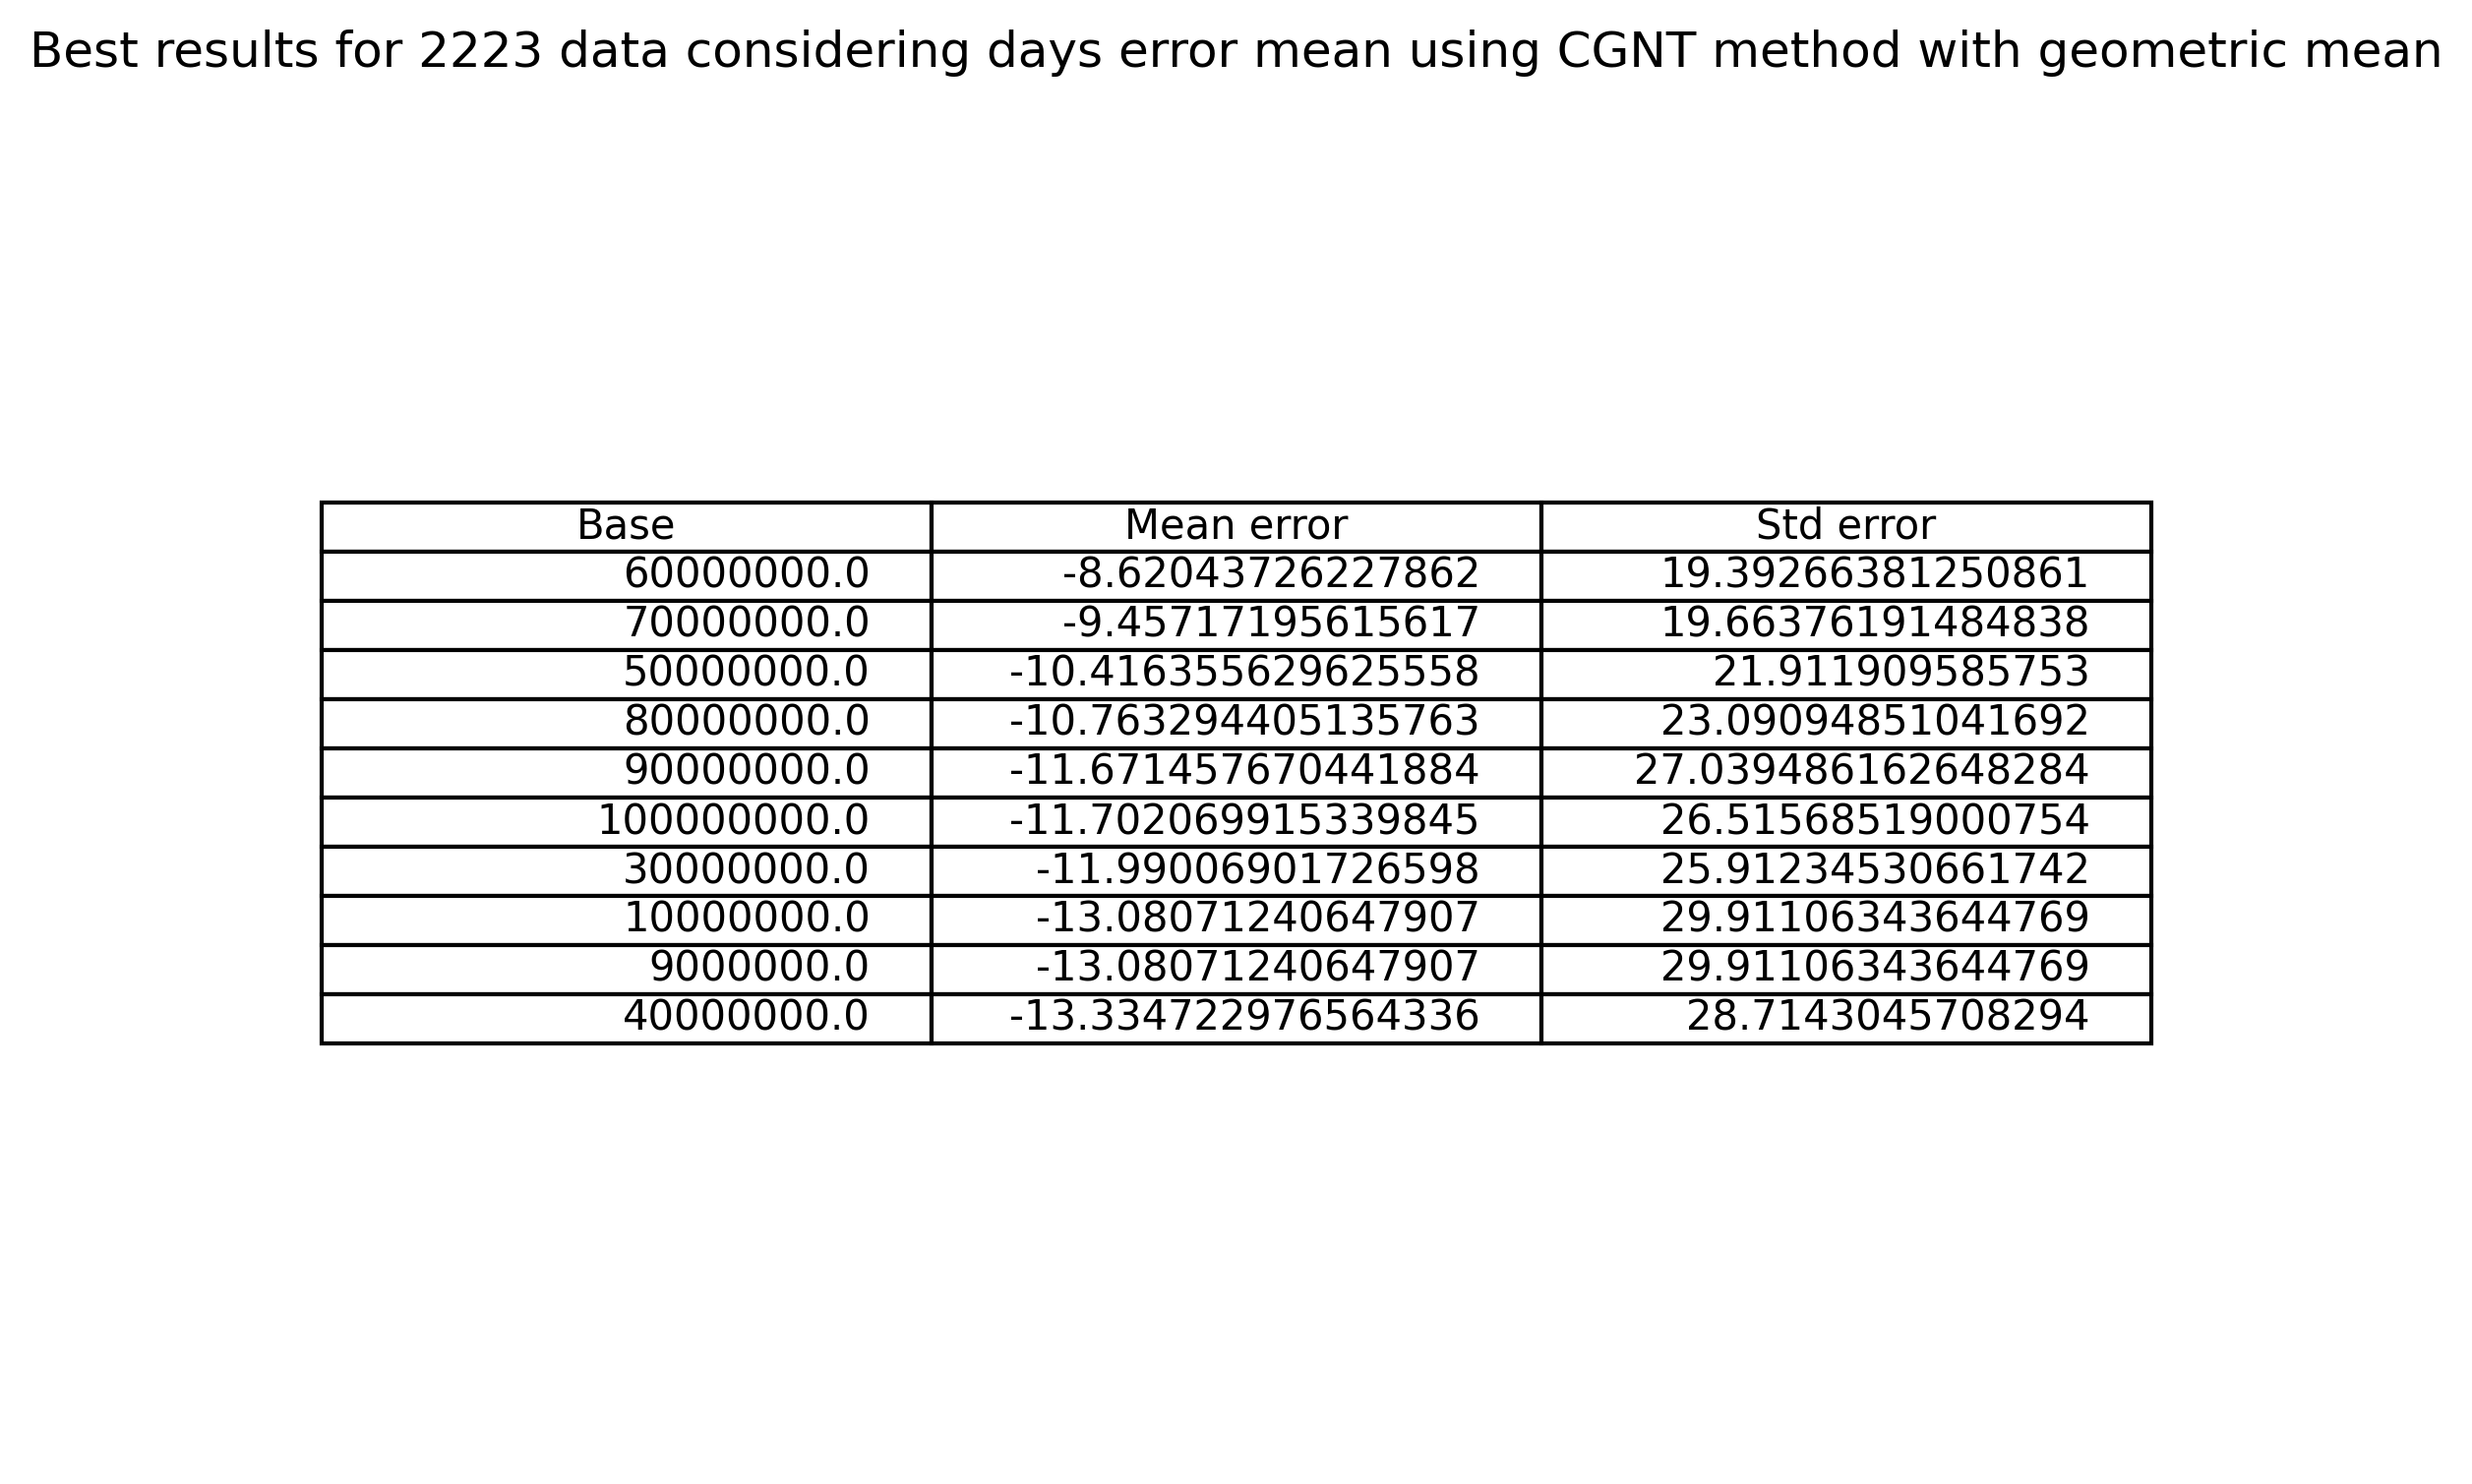 Best results for 2223 data considering days error mean using CGNT method with geometric mean
Base Mean error Std error
60000000.0 -8.62043726227862 19.39266381250861
70000000.0 -9.45717195615617 19.66376191484838
50000000.0 -10.416355629625558 21.911909585753
80000000.0 -10.763294405135763 23.09094851041692
90000000.0 -11.671457670441884 27.039486162648284
100000000.0 -11.702069915339845 26.51568519000754
30000000.0 -11.99006901726598 25.91234530661742
10000000.0 -13.08071240647907 29.91106343644769
9000000.0 -13.08071240647907 29.91106343644769
40000000.0 -13.334722976564336 28.7143045708294